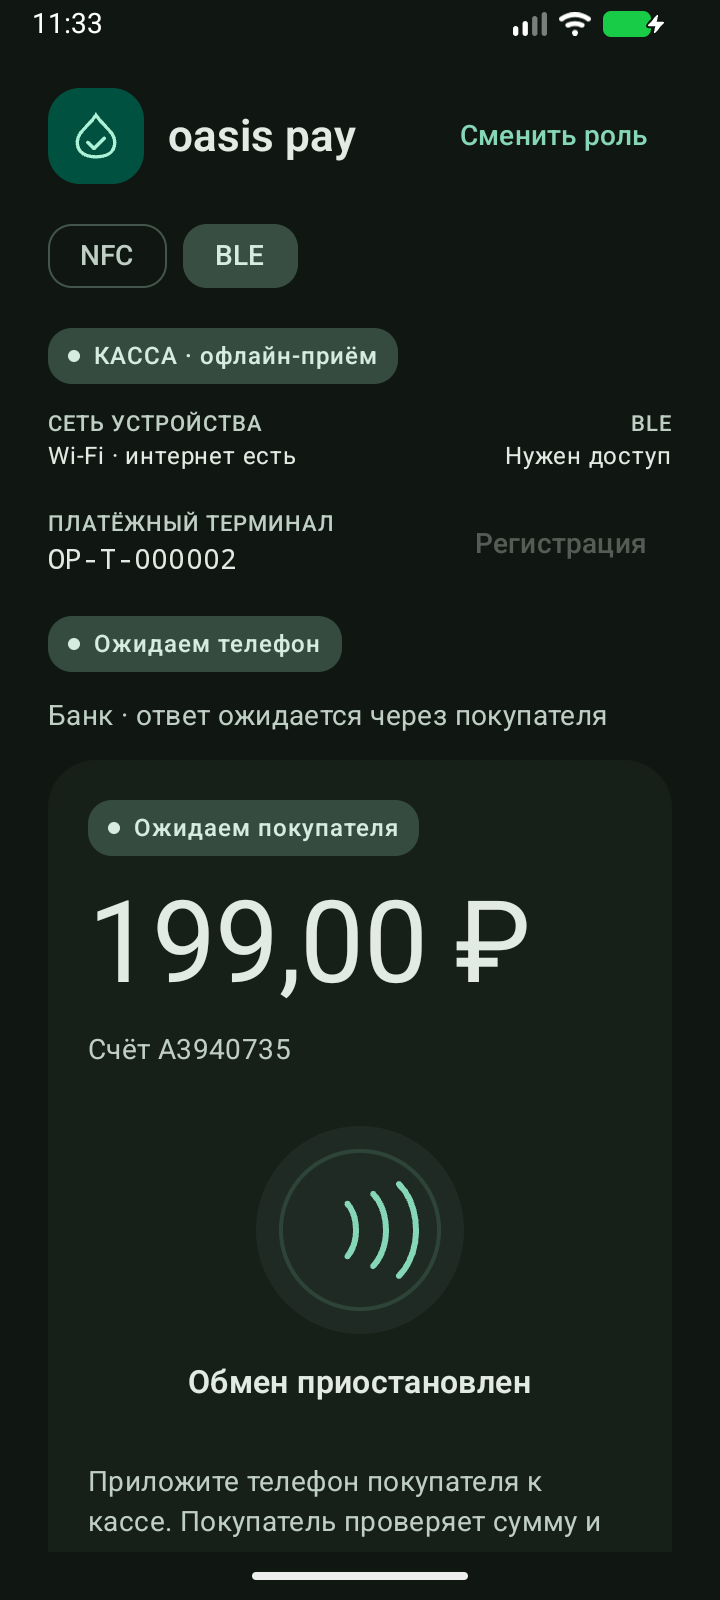 11:33
oasis pay
Сменить роль
NFC
BLE
КАССА · офлайн-приём
СЕТЬ УСТРОЙСТВА
BLE
Wi-Fi · интернет есть
Нужен доступ
ПЛАТЁЖНЫЙ ТЕРМИНАЛ
OP-T-000002
Регистрация
Ожидаем телефон
Банк · ответ ожидается через покупателя
Ожидаем покупателя
199,00 ₽
Счёт A3940735
Обмен приостановлен
Приложите телефон покупателя к
кассе. Покупатель проверяет сумму и